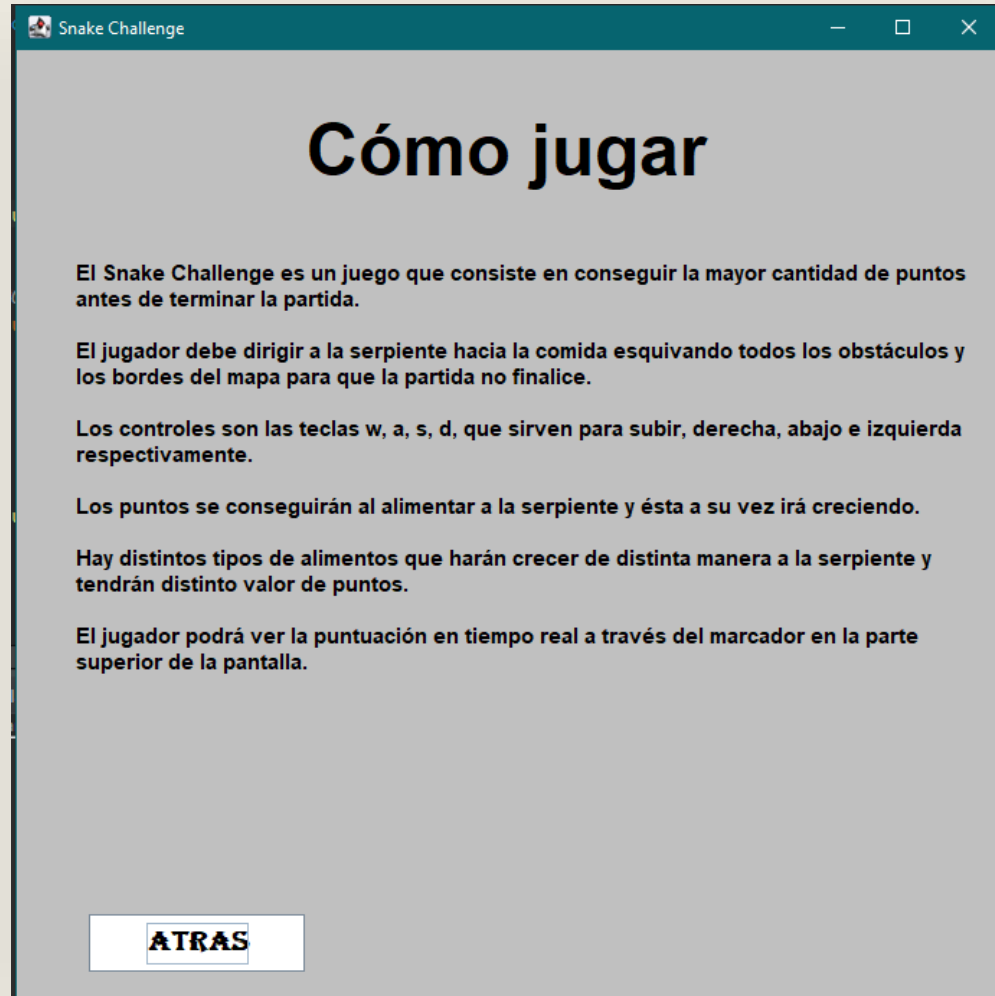 Snake Challenge
Cómo jugar
El Snake Challenge es un juego que consiste en conseguir la mayor cantidad de puntos
antes de terminar la partida.
El jugador debe dirigir a la serpiente hacia la comida esquivando todos los obstáculos y
los bordes del mapa para que la partida no finalice.
Los controles son las teclas w, a, s, d, que sirven para subir, derecha, abajo e izquierda
respectivamente.
Los puntos se conseguirán al alimentar a la serpiente y ésta a su vez irá creciendo.
Hay distintos tipos de alimentos que harán crecer de distinta manera a la serpiente y
tendrán distinto valor de puntos.
El jugador podrá ver la puntuación en tiempo real a través del marcador en la parte
superior de la pantalla.
ATRAS